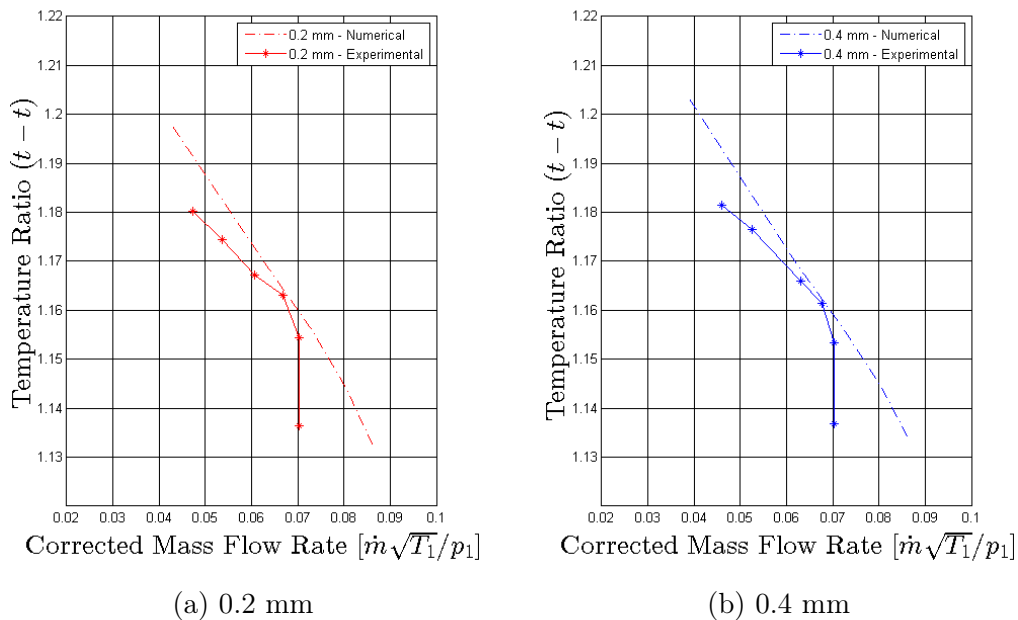 1.22
1.21
1.2
1.19
1.18
1.17
1.16
1.15
1.14
1.13
0.02 0.03 0.04 0.05 0.06 0.07 0.08 0.09 0.1
Temperature Ratio (t − t)
Corrected Mass Flow Rate [ṁ√T₁/p₁]
0.2 mm - Numerical
0.2 mm - Experimental
(a) 0.2 mm
1.22
1.21
1.2
1.19
1.18
1.17
1.16
1.15
1.14
1.13
0.02 0.03 0.04 0.05 0.06 0.07 0.08 0.09 0.1
Temperature Ratio (t − t)
Corrected Mass Flow Rate [ṁ√T₁/p₁]
0.4 mm - Numerical
0.4 mm - Experimental
(b) 0.4 mm